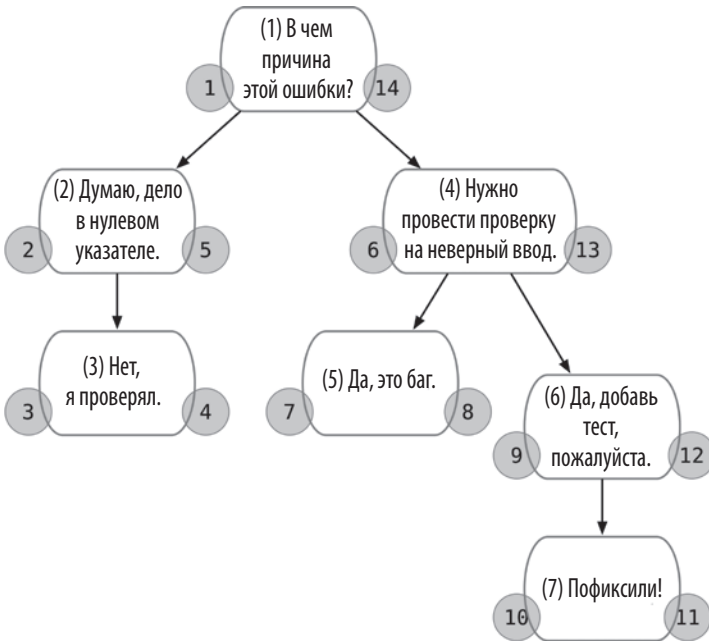 (1) В чем
причина
этой ошибки?
1
14
(2) Думаю, дело
в нулевом
указателе.
2
5
(4) Нужно
провести проверку
на неверный ввод.
6
13
(3) Нет,
я проверял.
3
4
(5) Да, это баг.
7
8
(6) Да, добавь
тест,
пожалуйста.
9
12
(7) Пофиксили!
10
11